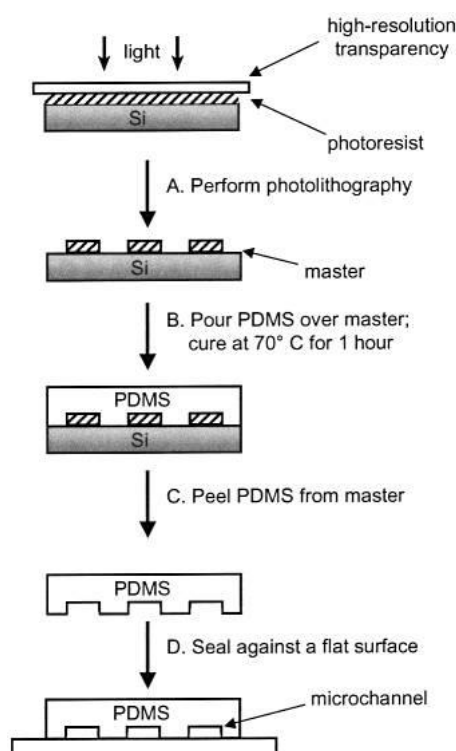 high-resolution
transparency
light
Si
photoresist
A. Perform photolithography
Si
master
B. Pour PDMS over master;
cure at 70° C for 1 hour
PDMS
Si
C. Peel PDMS from master
PDMS
D. Seal against a flat surface
microchannel
PDMS